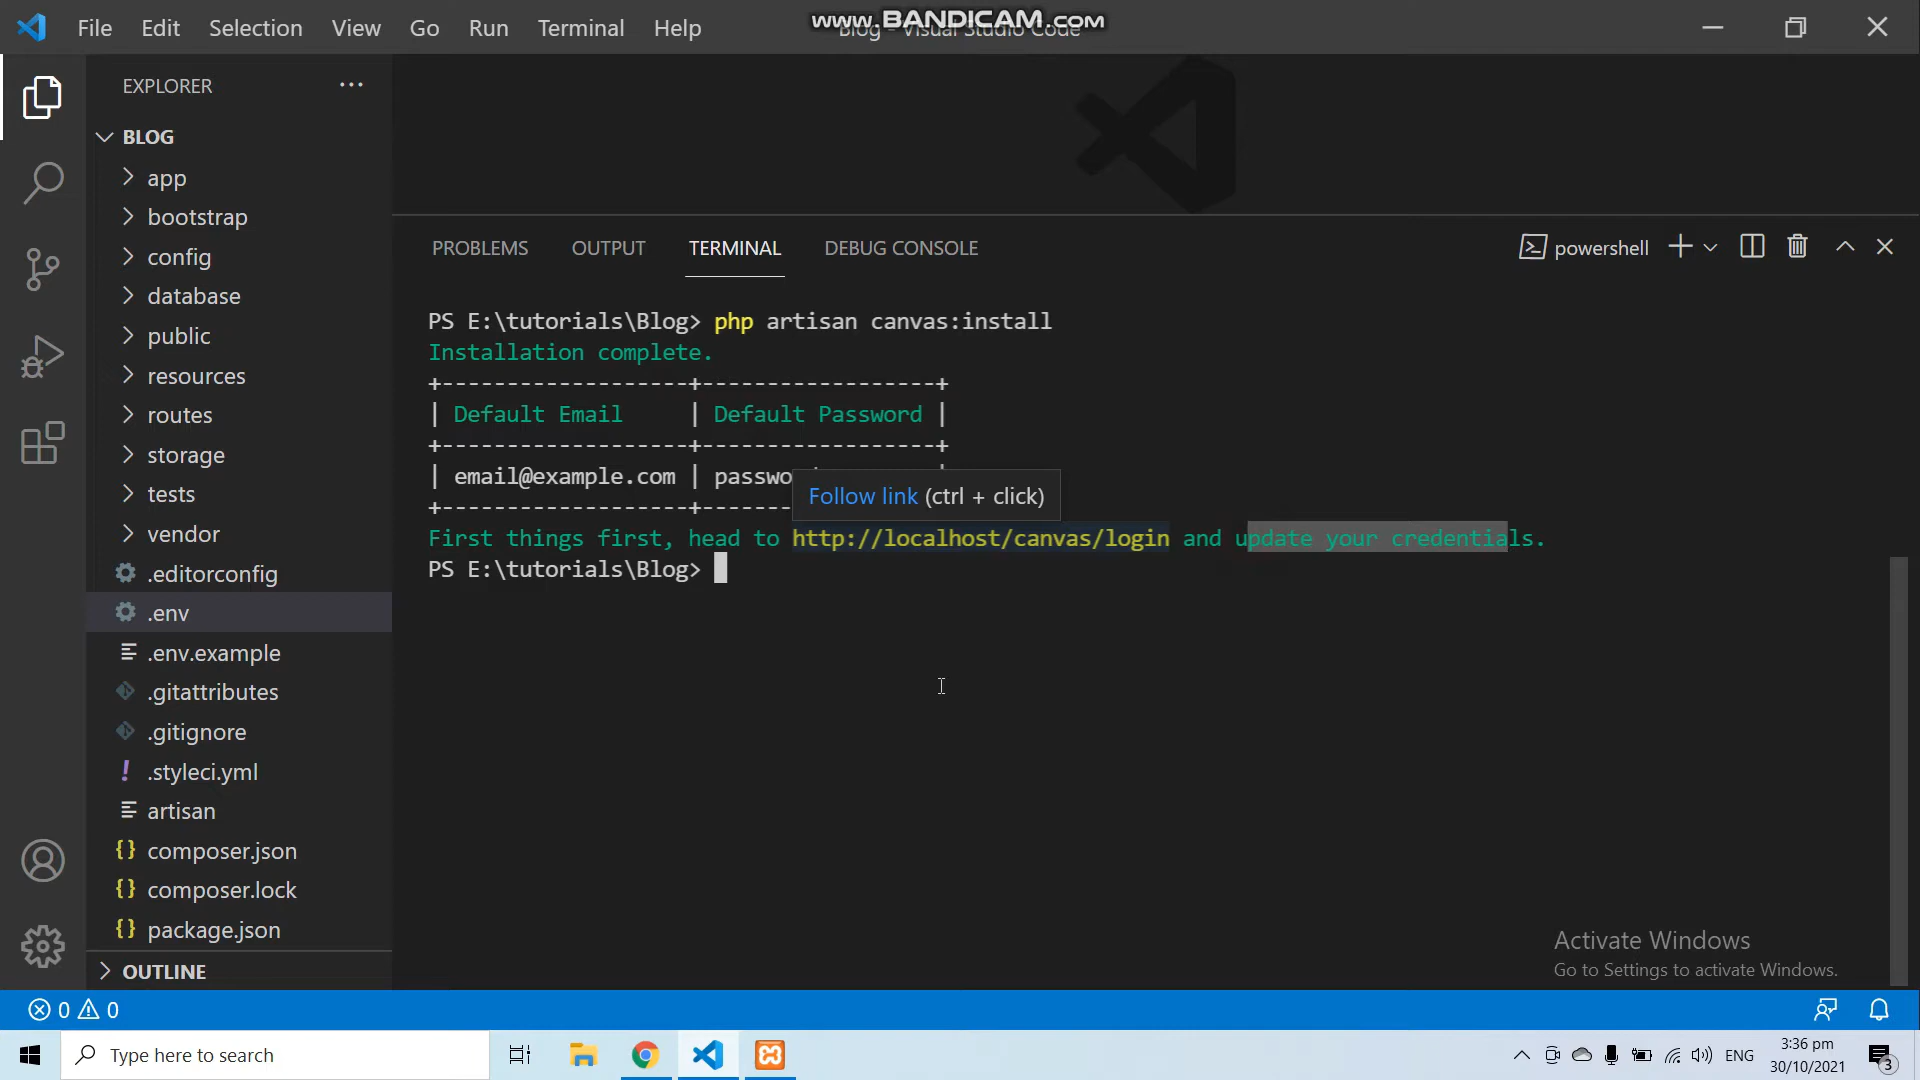 File Edit Selection View Go Run Terminal Help
www.BANDICAM.com
Blog - Visual Studio Code
EXPLORER
BLOG
app
bootstrap
config
database
public
resources
routes
storage
tests
vendor
.editorconfig
.env
.env.example
.gitattributes
.gitignore
.styleci.yml
artisan
composer.json
composer.lock
package.json
OUTLINE
PROBLEMS OUTPUT TERMINAL DEBUG CONSOLE
powershell
PS E:\tutorials\Blog> php artisan canvas:install
Installation complete.
+-------------------+------------------+
| Default Email | Default Password |
+-------------------+------------------+
| email@example.com |
Follow link (ctrl + click)
First things first, head to http://localhost/canvas/login and update your credentials.
PS E:\tutorials\Blog>
Activate Windows
Go to Settings to activate Windows.
0 0
Type here to search
ENG
3:36 pm
30/10/2021
3